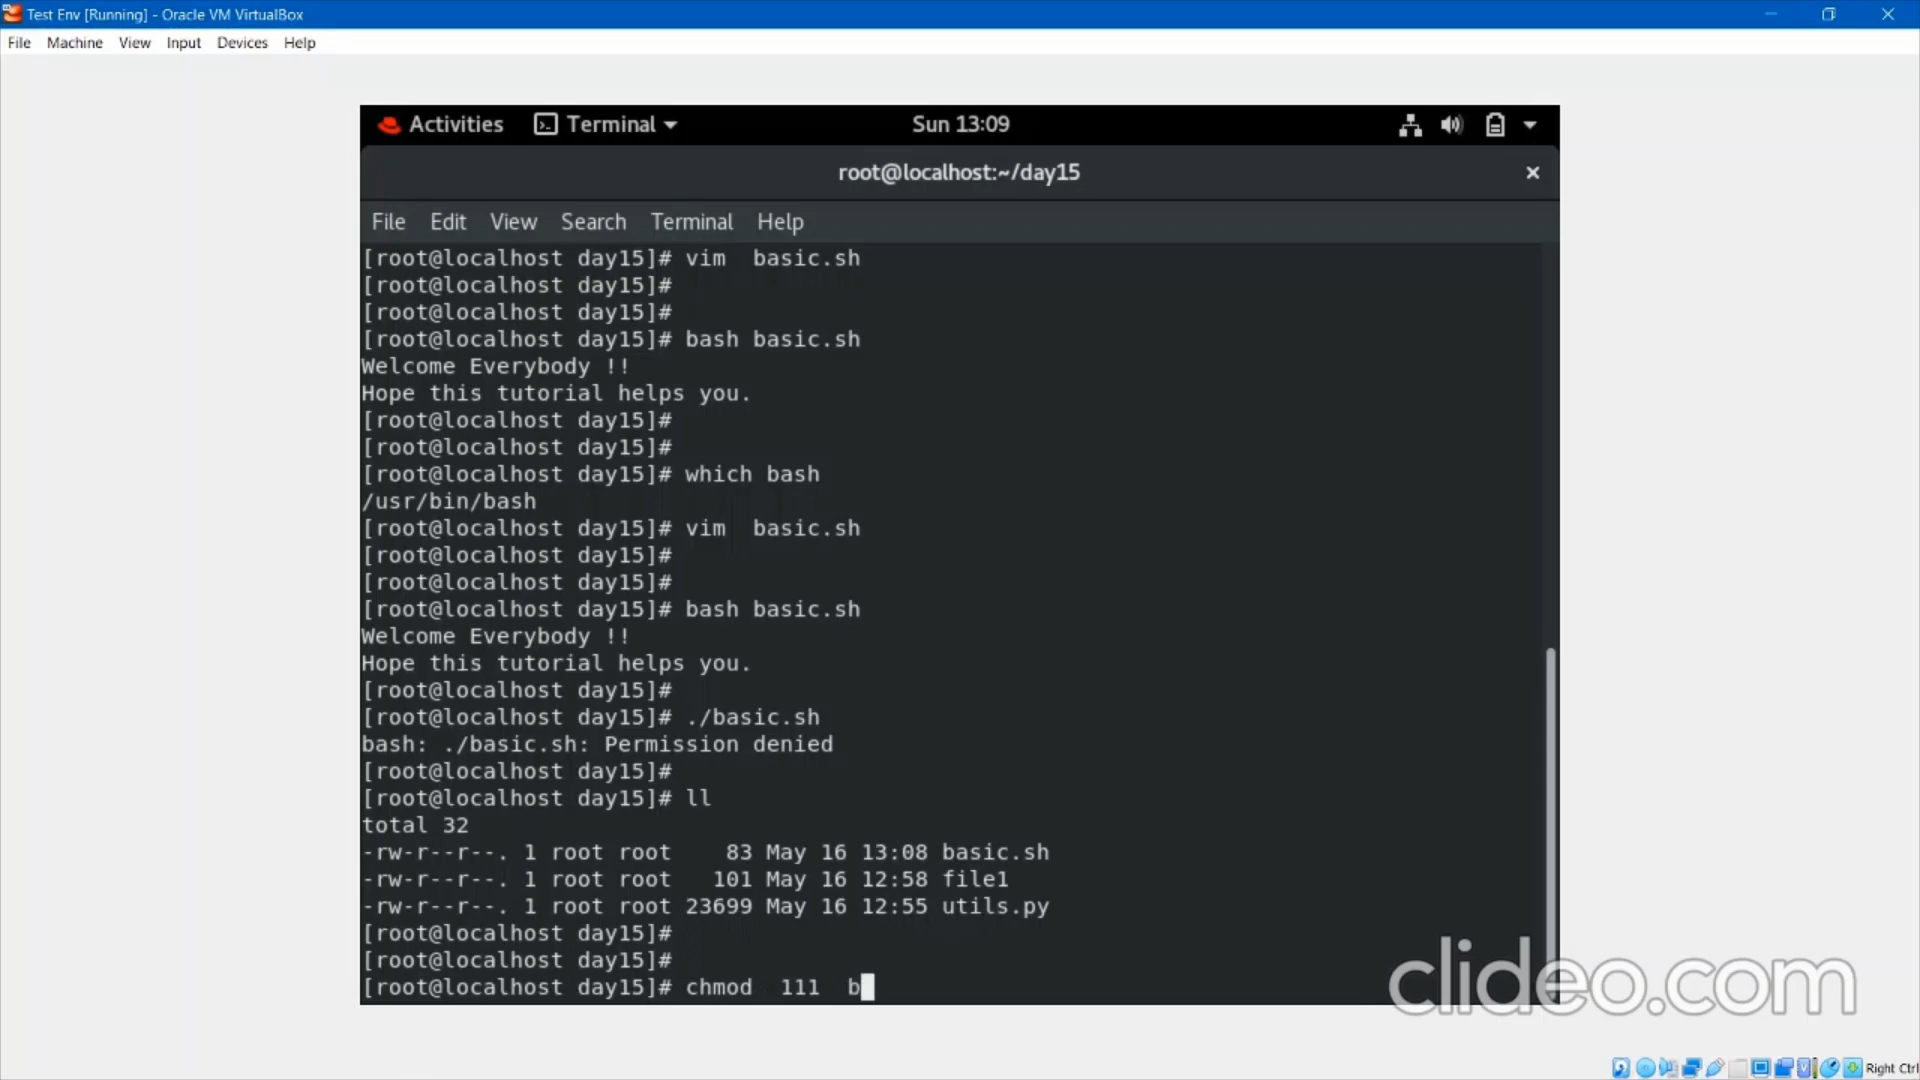 Test Env [Running] - Oracle VM VirtualBox
File Machine View Input Devices Help
Activities Terminal Sun 13:09
root@localhost:~/day15
File Edit View Search Terminal Help
[root@localhost day15]# vim  basic.sh
[root@localhost day15]#
[root@localhost day15]#
[root@localhost day15]# bash basic.sh
Welcome Everybody !!
Hope this tutorial helps you.
[root@localhost day15]#
[root@localhost day15]#
[root@localhost day15]# which bash
/usr/bin/bash
[root@localhost day15]# vim  basic.sh
[root@localhost day15]#
[root@localhost day15]#
[root@localhost day15]# bash basic.sh
Welcome Everybody !!
Hope this tutorial helps you.
[root@localhost day15]#
[root@localhost day15]# ./basic.sh
bash: ./basic.sh: Permission denied
[root@localhost day15]#
[root@localhost day15]# ll
total 32
-rw-r--r--. 1 root root    83 May 16 13:08 basic.sh
-rw-r--r--. 1 root root   101 May 16 12:58 file1
-rw-r--r--. 1 root root 23699 May 16 12:55 utils.py
[root@localhost day15]#
[root@localhost day15]#
[root@localhost day15]# chmod  111  b
clideo.com
Right Ctrl